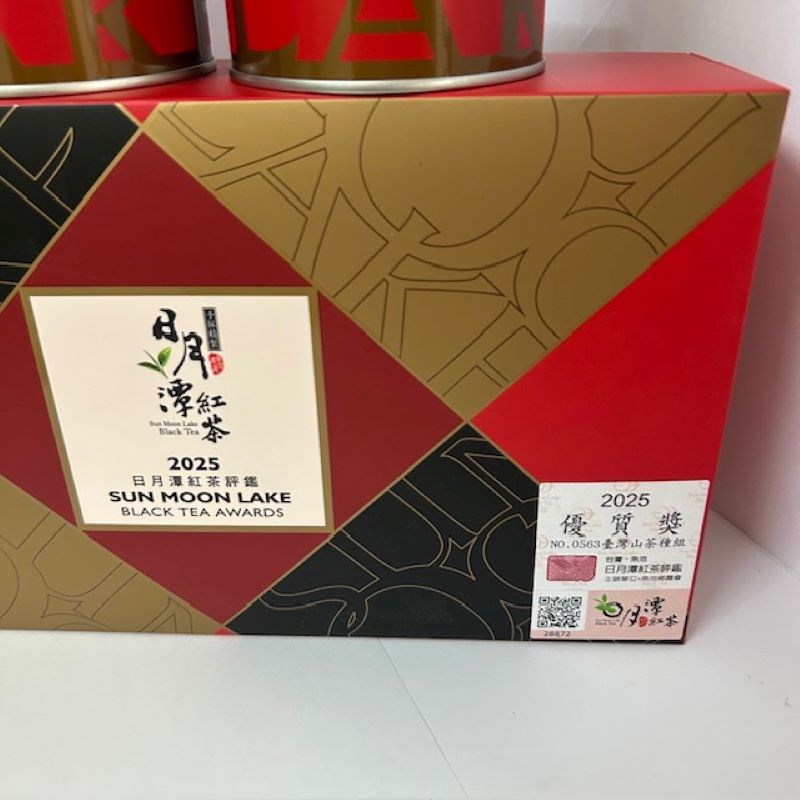 日月潭紅茶
手採精製
Sun Moon Lake
Black Tea
2025
日月潭紅茶評鑑
SUN MOON LAKE
BLACK TEA AWARDS
2025
優質獎
NO.0563臺灣山茶種組
台灣・魚池
日月潭紅茶評鑑
日月潭紅茶
Black Tea
28872